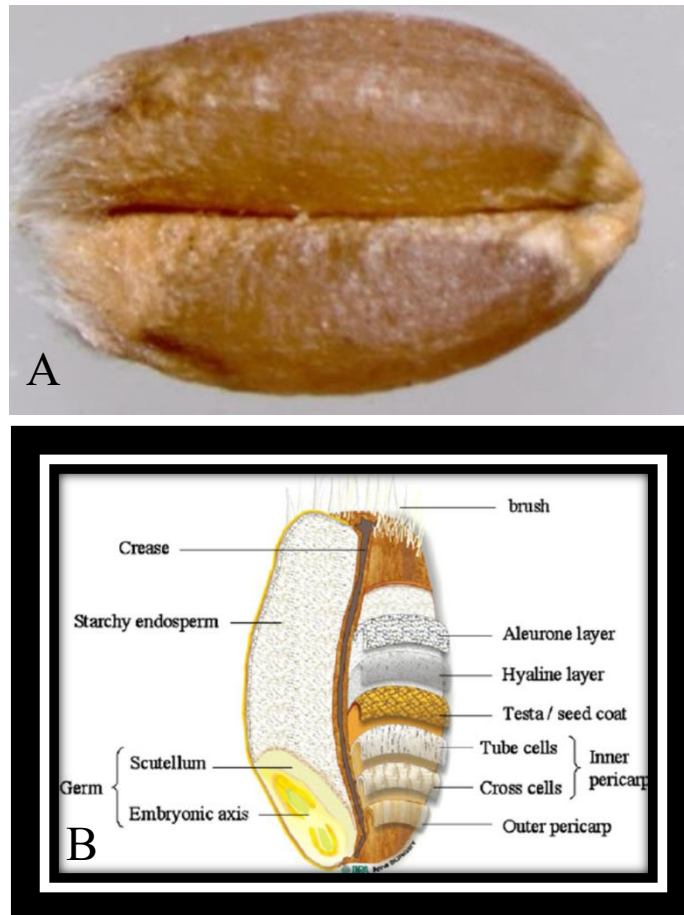 A
brush
Crease
Starchy endosperm
Aleurone layer
Hyaline layer
Testa / seed coat
Tube cells
Inner
pericarp
Scutellum
Germ
Cross cells
Embryonic axis
Outer pericarp
B